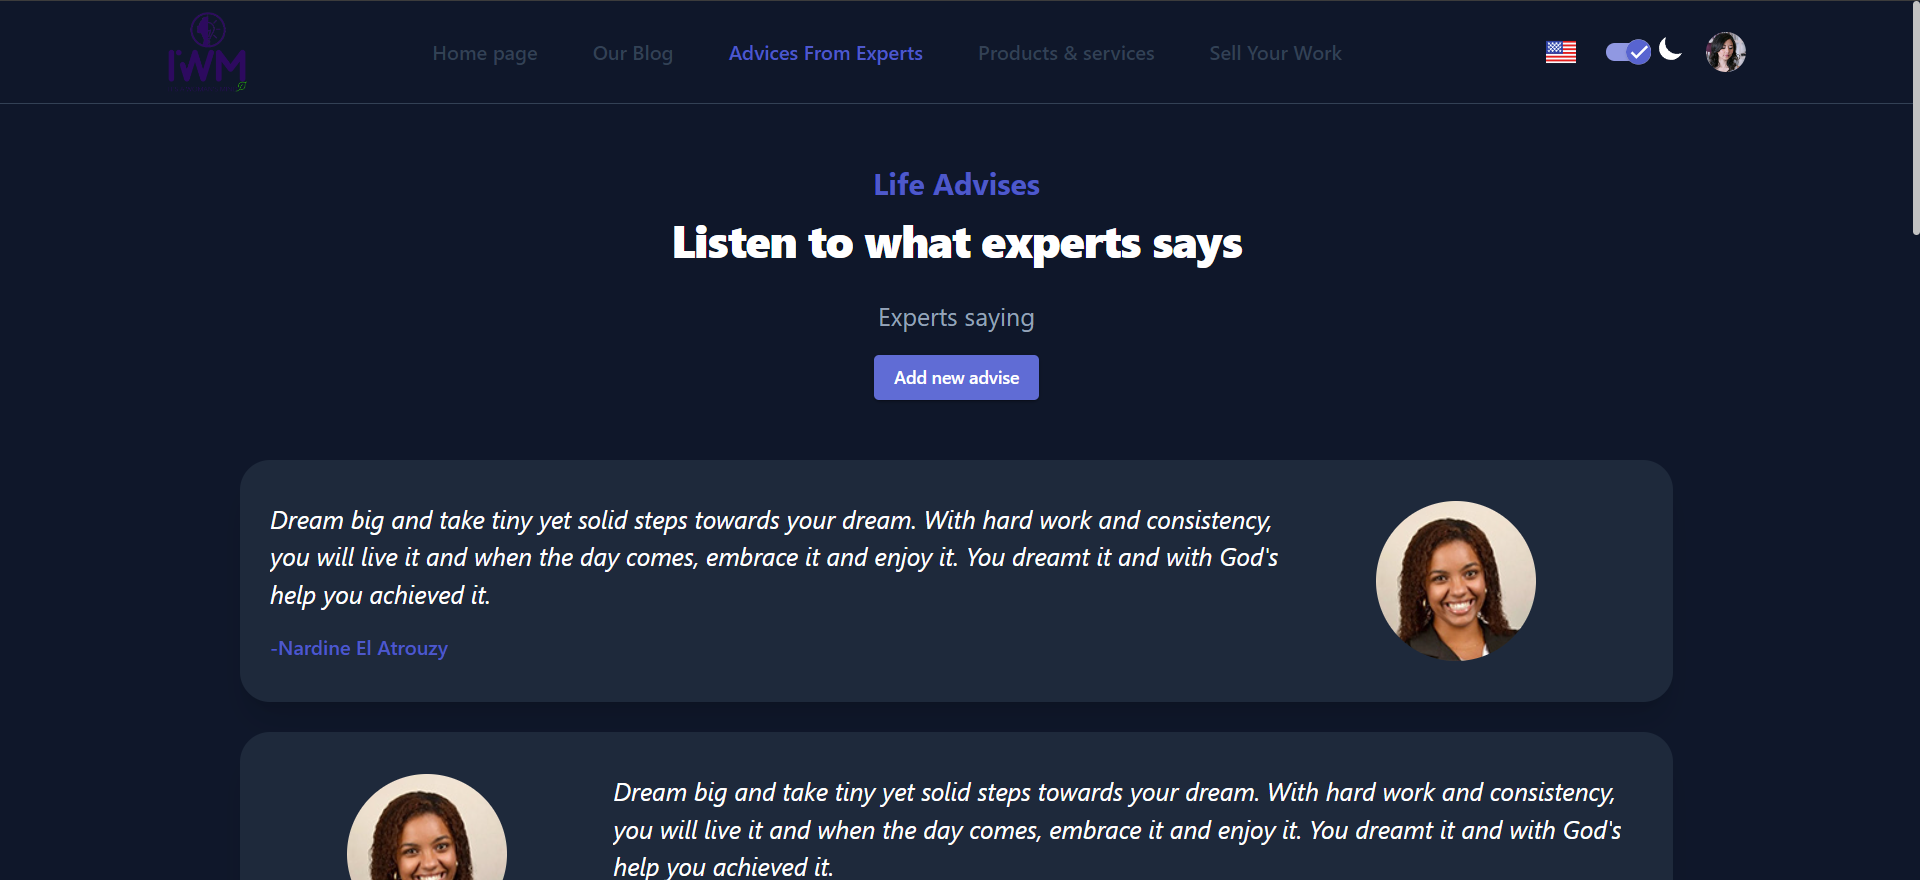 IWM
Home page
Our Blog
Advices From Experts
Products & services
Sell Your Work
Life Advises
Listen to what experts says
Experts saying
Add new advise
Dream big and take tiny yet solid steps towards your dream. With hard work and consistency,
you will live it and when the day comes, embrace it and enjoy it. You dreamt it and with God's
help you achieved it.
-Nardine El Atrouzy
Dream big and take tiny yet solid steps towards your dream. With hard work and consistency,
you will live it and when the day comes, embrace it and enjoy it. You dreamt it and with God's
help you achieved it.